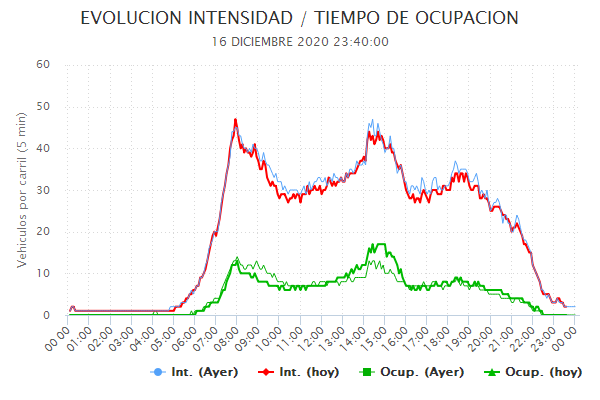 EVOLUCION INTENSIDAD / TIEMPO DE OCUPACION
16 DICIEMBRE 2020 23:40:00
Vehiculos por carril (5 min)
60
50
40
30
20
10
0
00:00 01:00 02:00 03:00 04:00 05:00 06:00 07:00 08:00 09:00 10:00 11:00 12:00 13:00 14:00 15:00 16:00 17:00 18:00 19:00 20:00 21:00 22:00 23:00 00:00
Int. (Ayer) Int. (hoy) Ocup. (Ayer) Ocup. (hoy)